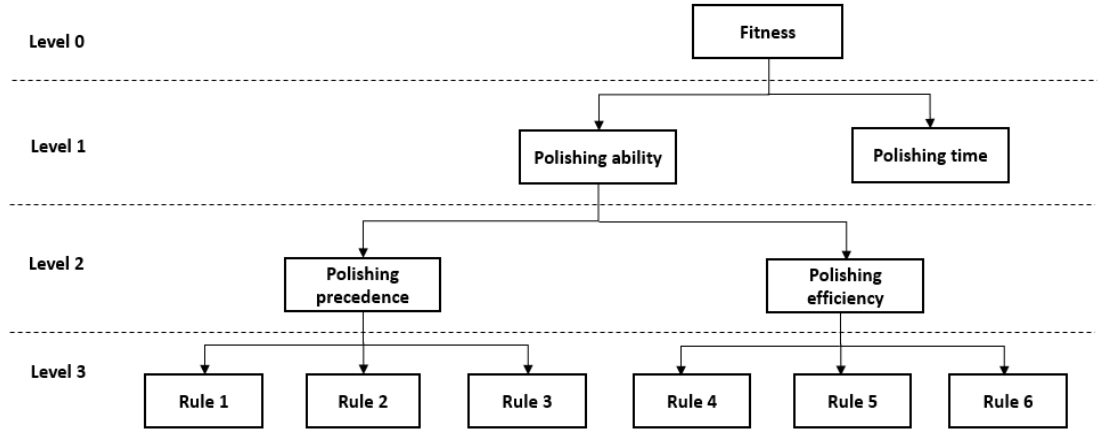 Level 0
Fitness
Level 1
Polishing ability
Polishing time
Level 2
Polishing
precedence
Polishing
efficiency
Level 3
Rule 1
Rule 2
Rule 3
Rule 4
Rule 5
Rule 6